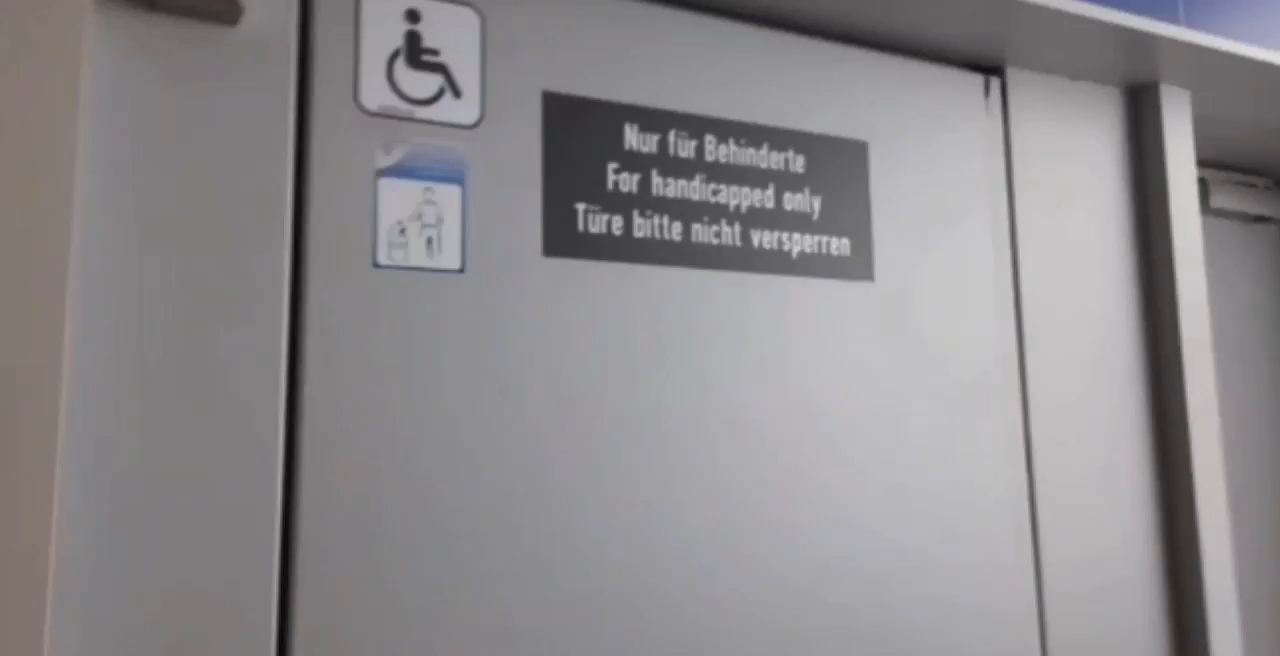 Nur für Behinderte
For handicapped only
Türe bitte nicht versperren